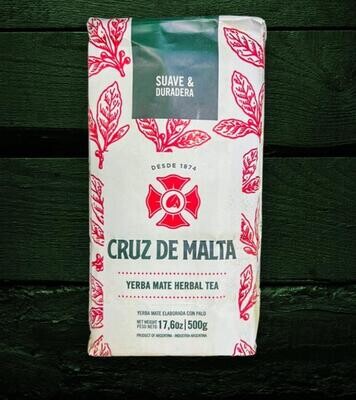 SUAVE &
DURADERA
DESDE 1874
CRUZ DE MALTA
YERBA MATE HERBAL TEA
YERBA MATE ELABORADA CON PALO
NET WEIGHT
PESO NETO 17,6oz|500g
PRODUCT OF ARGENTINA - INDUSTRIA ARGENTINA